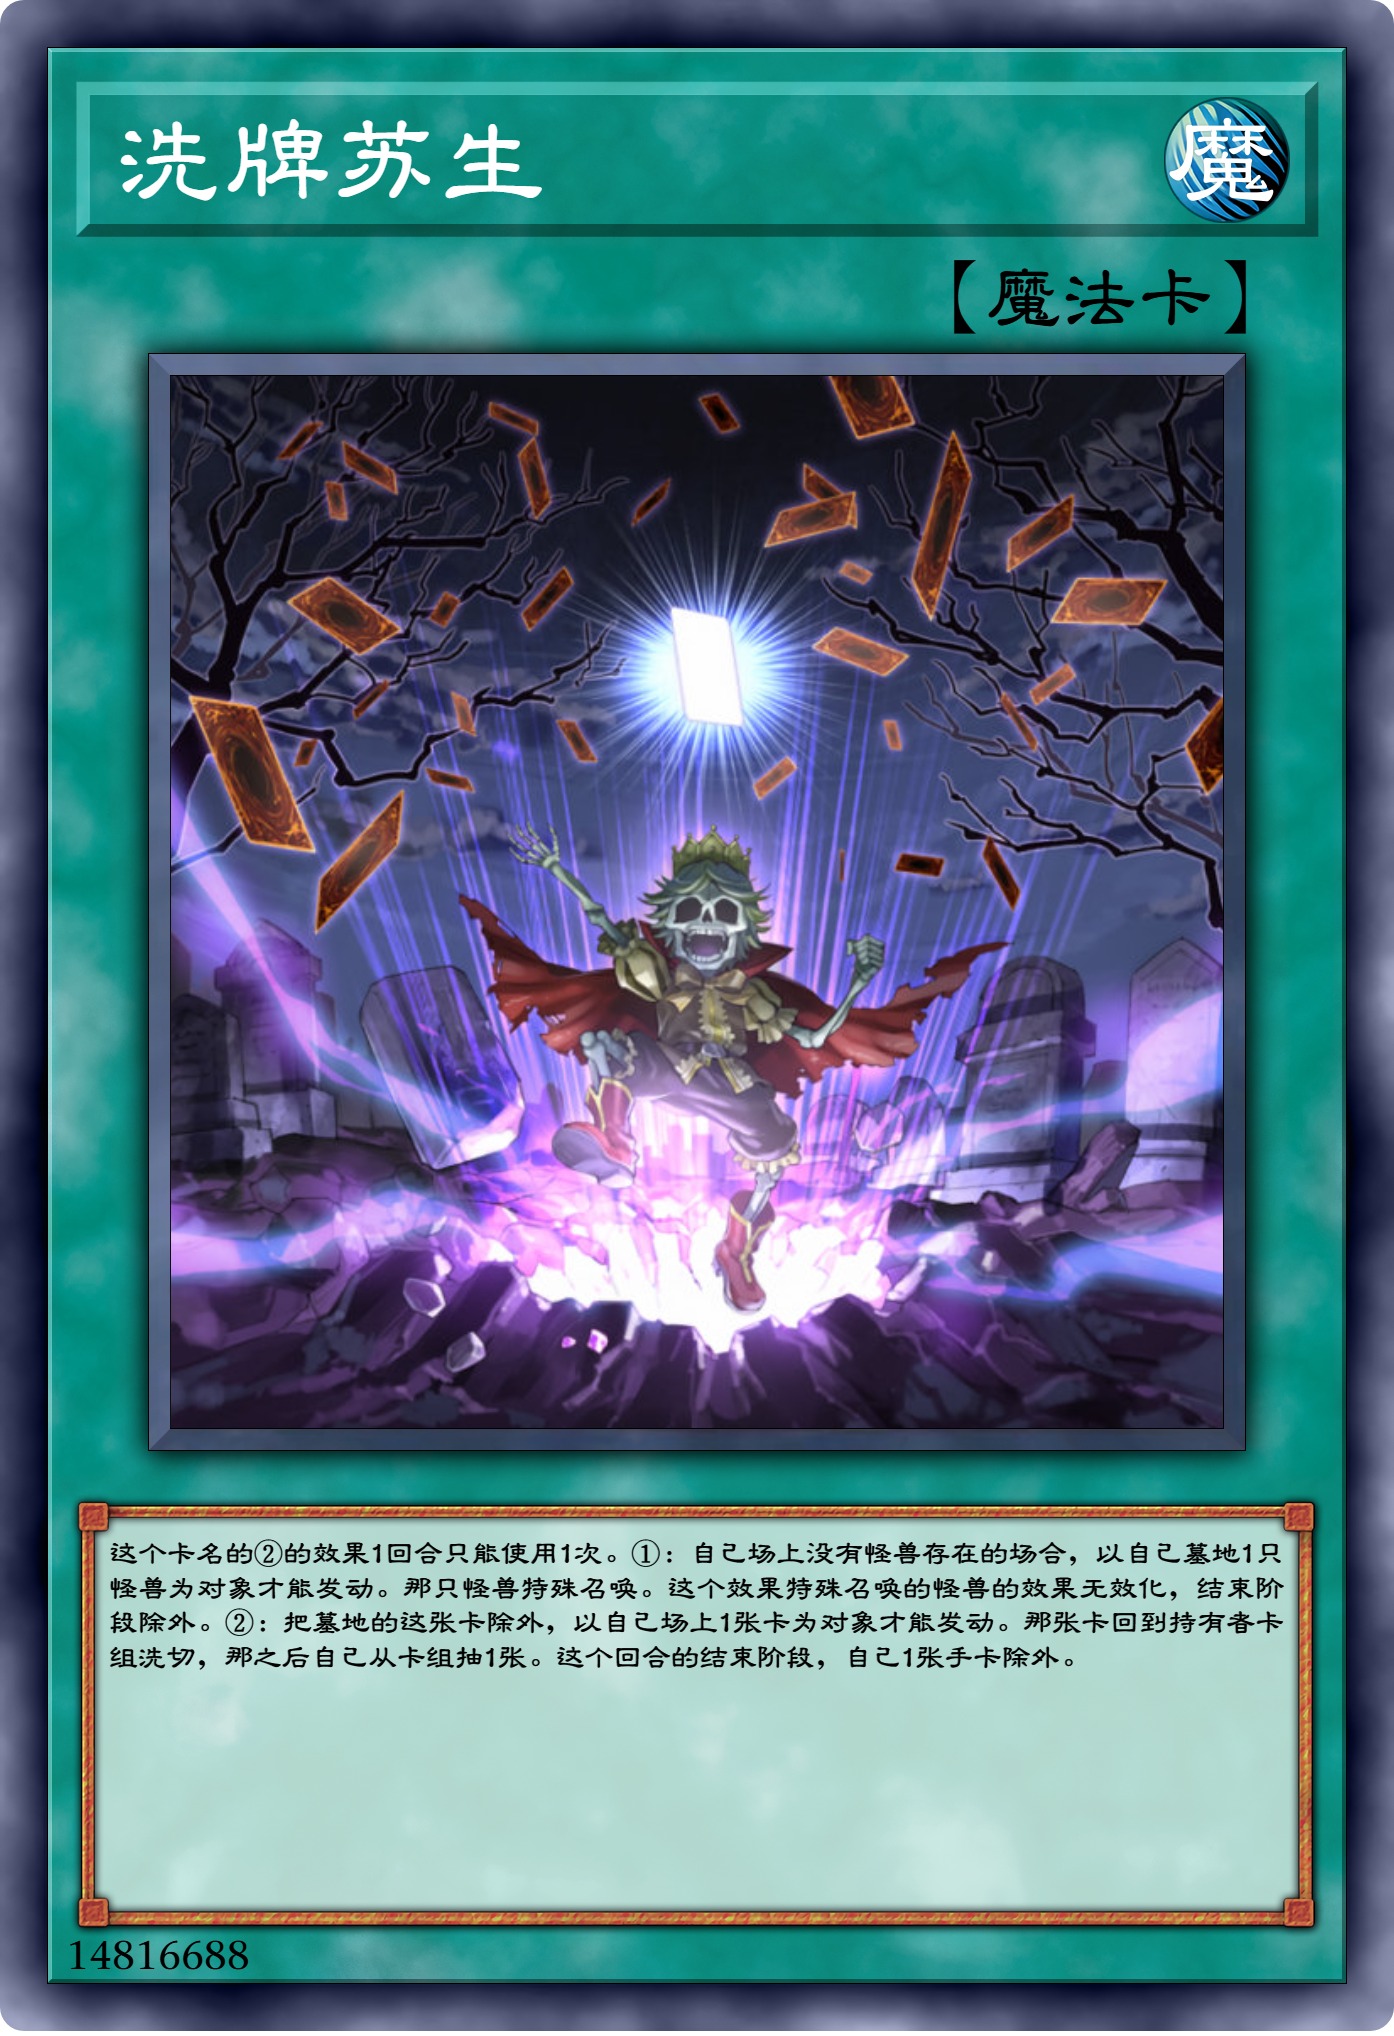 洗牌苏生
魔
【魔法卡】
这个卡名的②的效果1回合只能使用1次。①：自己场上没有怪兽存在的场合，以自己墓地1只
怪兽为对象才能发动。那只怪兽特殊召唤。这个效果特殊召唤的怪兽的效果无效化，结束阶
段除外。②：把墓地的这张卡除外，以自己场上1张卡为对象才能发动。那张卡回到持有者卡
组洗切，那之后自己从卡组抽1张。这个回合的结束阶段，自己1张手卡除外。
14816688